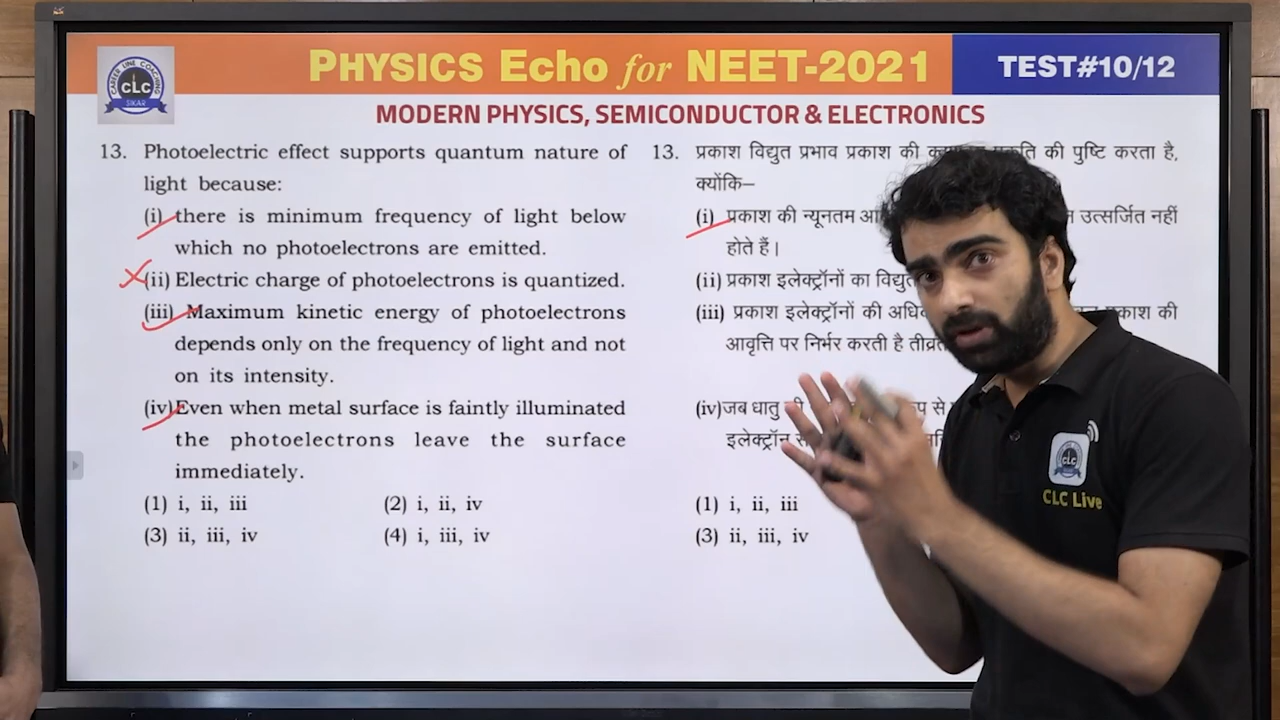 CAREER LINE COACHING
CLC
SIKAR
PHYSICS Echo for NEET-2021
TEST#10/12
MODERN PHYSICS, SEMICONDUCTOR & ELECTRONICS
13. Photoelectric effect supports quantum nature of
light because:
(i) there is minimum frequency of light below
which no photoelectrons are emitted.
(ii) Electric charge of photoelectrons is quantized.
(iii) Maximum kinetic energy of photoelectrons
depends only on the frequency of light and not
on its intensity.
(iv) Even when metal surface is faintly illuminated
the photoelectrons leave the surface
immediately.
(1) i, ii, iii (2) i, ii, iv
(3) ii, iii, iv (4) i, iii, iv
13. प्रकाश विद्युत प्रभाव प्रकाश की की पुष्टि करता है,
क्योंकि–
(i) प्रकाश की न्यूनतम उत्सर्जित नहीं
होते हैं।
(ii) प्रकाश इलेक्ट्रॉनों का
(iii) प्रकाश इलेक्ट्रॉनों की की
आवृत्ति पर निर्भर करती है
(iv) जब धातु से
इलेक्ट्रॉन
(1) i, ii, iii
(3) ii, iii, iv
CLC
CLC Live